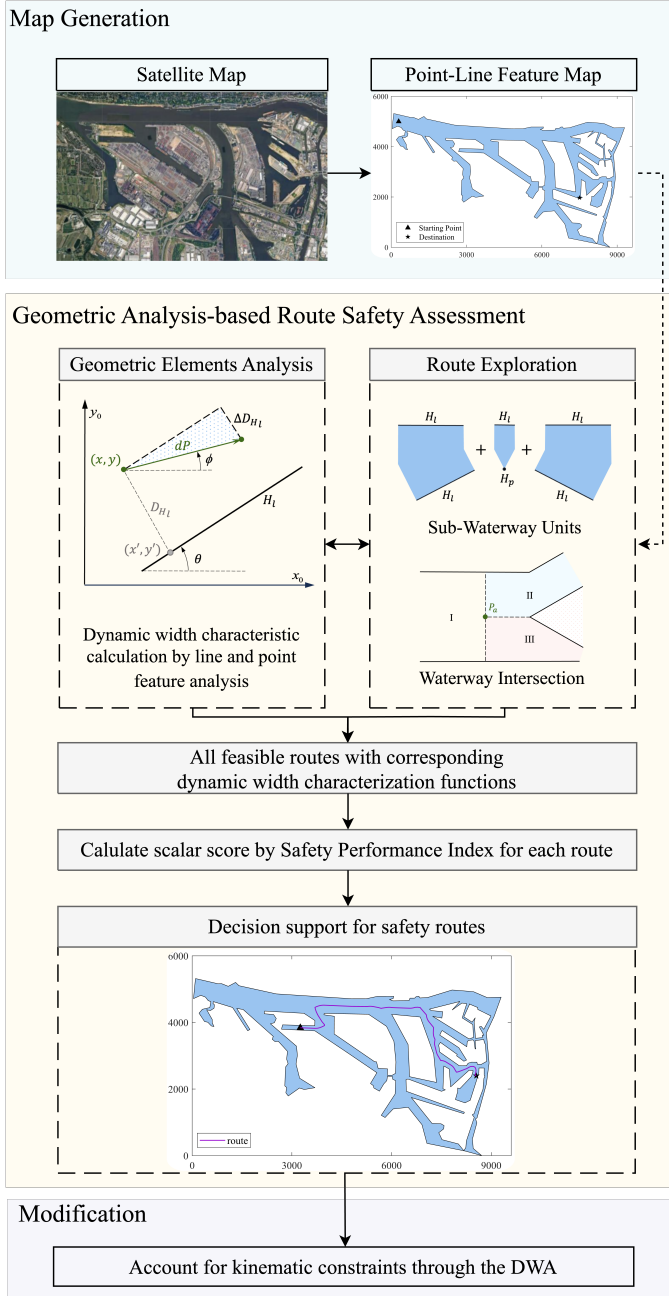 Map Generation
Satellite Map
Point-Line Feature Map
6000
4000
2000
0
Starting Point
Destination
0 3000 6000 9000
Geometric Analysis-based Route Safety Assessment
Geometric Elements Analysis
y₀
ΔD_{H_l}
(x, y)
dP
ϕ
D_{H_l}
H_l
(x′, y′)
θ
x₀
Dynamic width characteristic
calculation by line and point
feature analysis
Route Exploration
H_l H_l H_l
+ +
H_p
H_l H_l
Sub-Waterway Units
II
I
P_a
III
Waterway Intersection
All feasible routes with corresponding
dynamic width characterization functions
Calulate scalar score by Safety Performance Index for each route
Decision support for safety routes
6000
4000
2000
0
route
0 3000 6000 9000
Modification
Account for kinematic constraints through the DWA